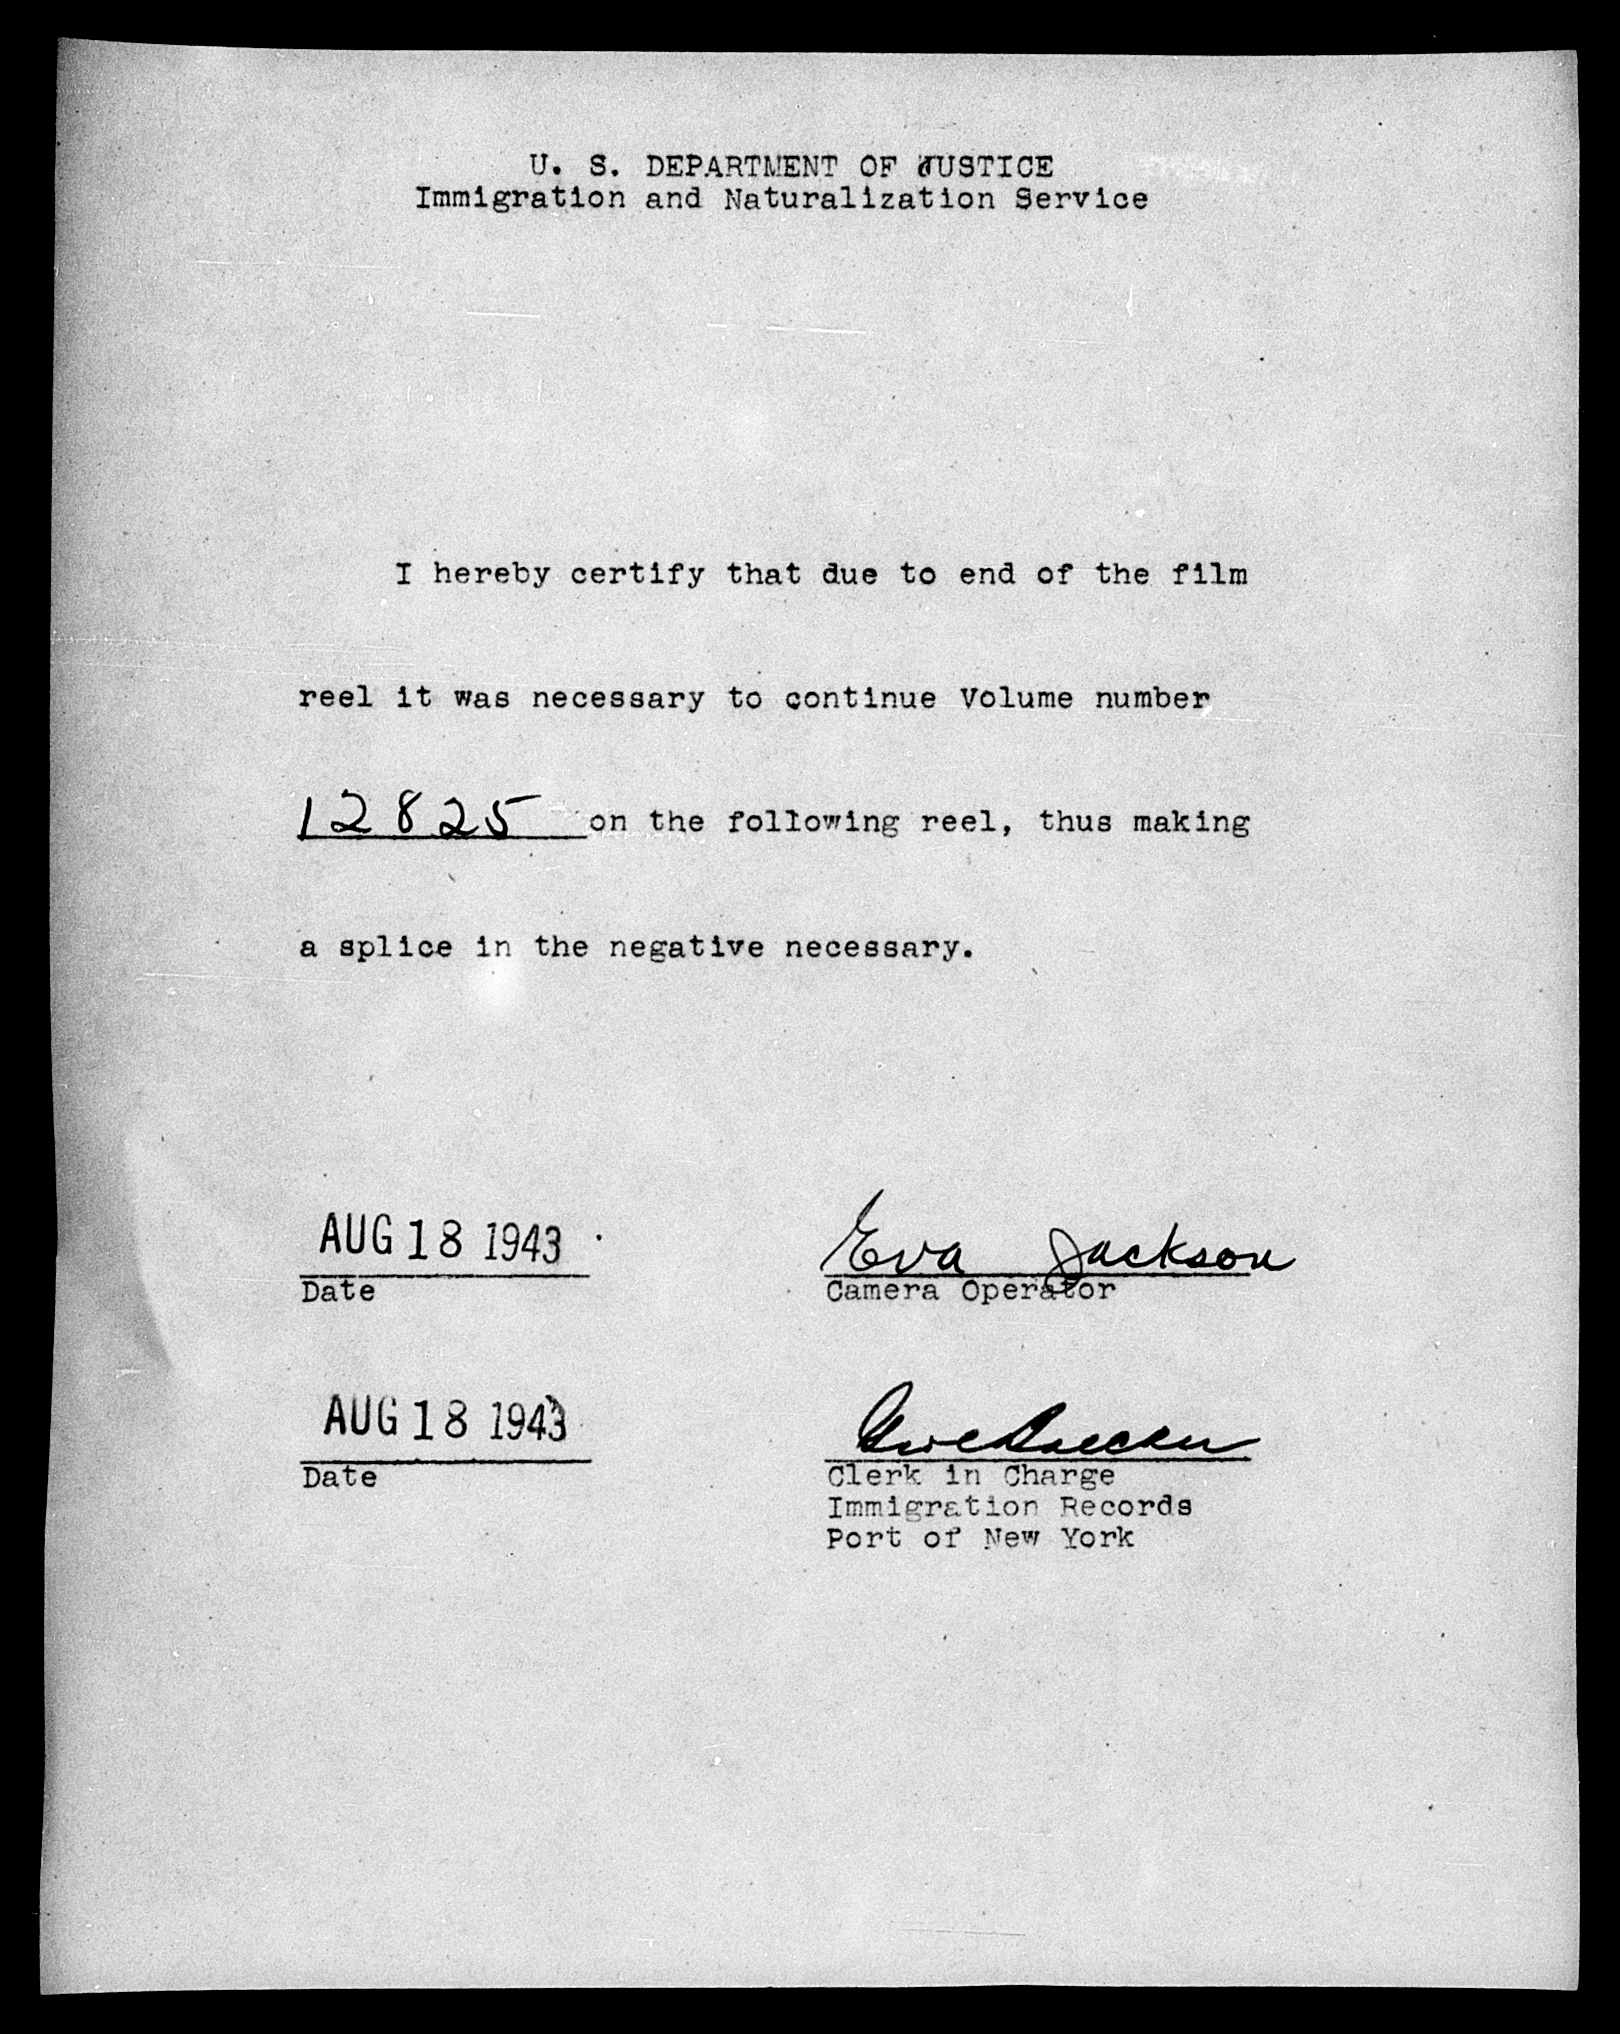 U. S. DEPARTMENT OF JUSTICE
Immigration and Naturalization Service
I hereby certify that due to end of the film
reel it was necessary to continue Volume number
12825 on the following reel, thus making
a splice in the negative necessary.
AUG 18 1943
Eva Jackson
Date
Camera Operator
AUG 18 1943
Date
Clerk in Charge
Immigration Records
Port of New York